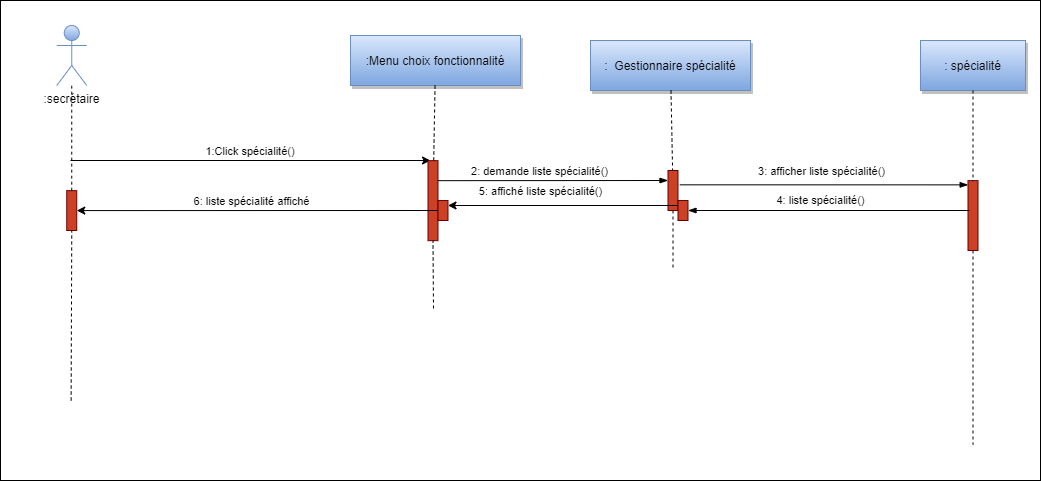 :Menu choix fonctionnalité
: Gestionnaire spécialité
: spécialité
:secrétaire
1:Click spécialité()
2: demande liste spécialité()
3: afficher liste spécialité()
5: affiché liste spécialité()
4: liste spécialité()
6: liste spécialité affiché